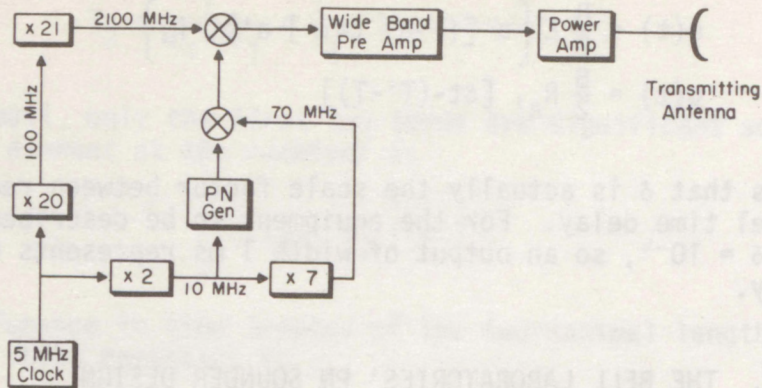 x 21
2100 MHz
Wide Band
Pre Amp
Power
Amp
Transmitting
Antenna
100 MHz
70 MHz
PN
Gen
x 20
x 2
10 MHz
x 7
5 MHz
Clock